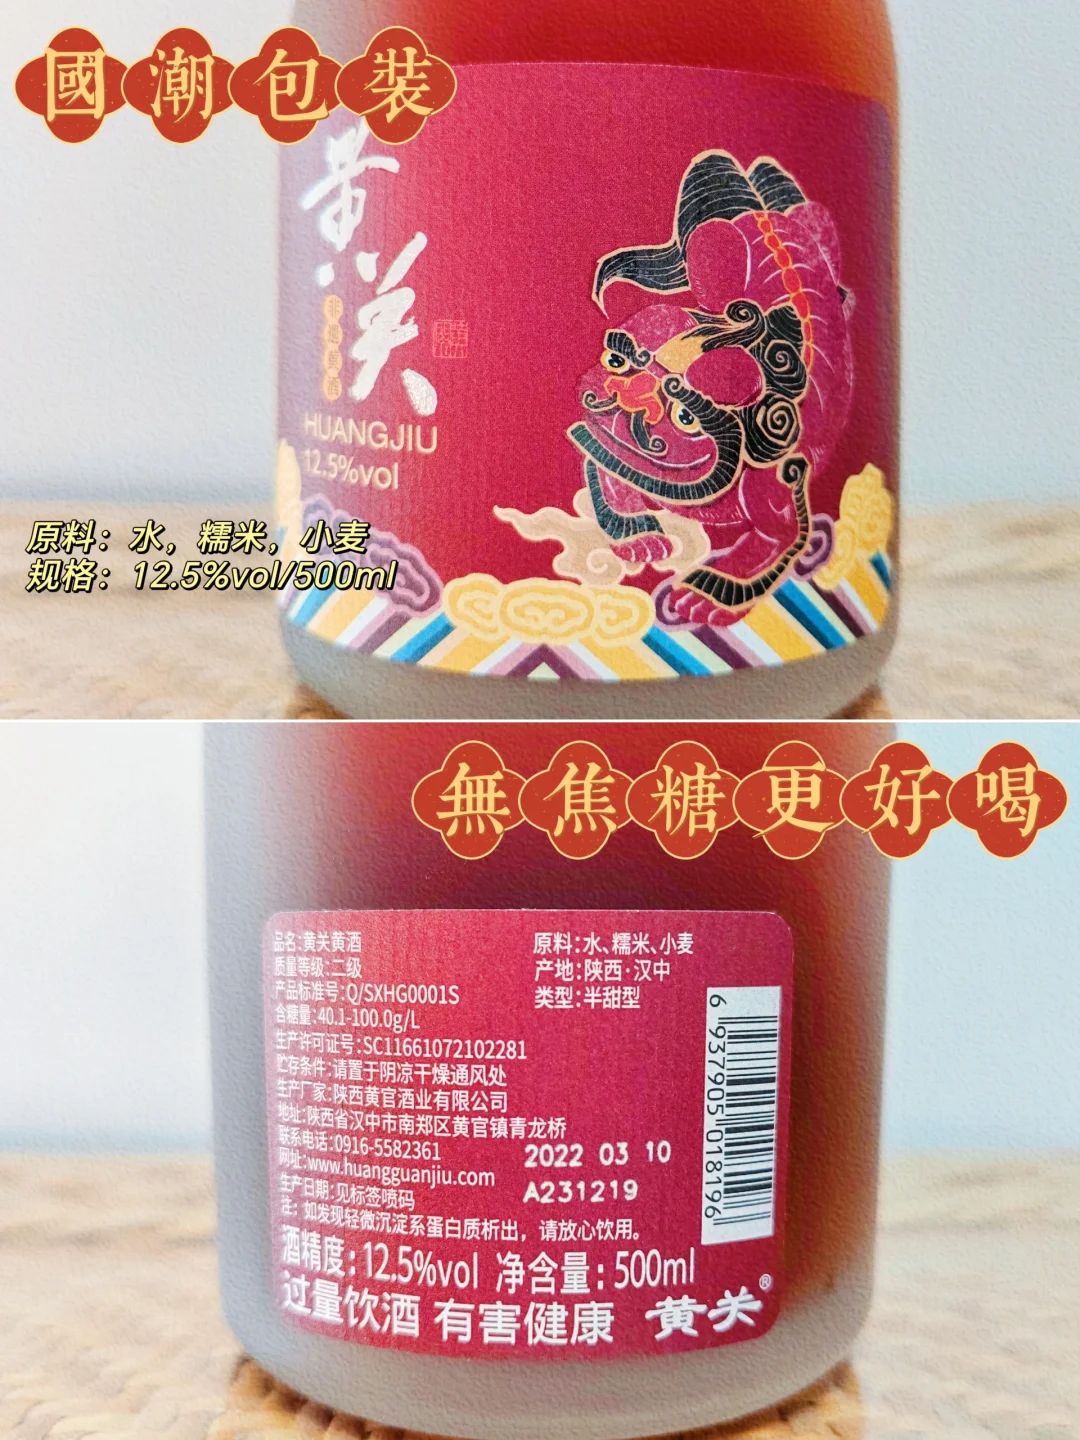 國潮包裝
黄关
非遗黄酒
HUANGJIU
12.5%vol
原料：水，糯米，小麦
规格：12.5%vol/500ml
無焦糖更好喝
品名:黄关黄酒
质量等级:二级
产品标准号:Q/SXHG0001S
含糖量:40.1-100.0g/L
生产许可证号:SC11661072102281
贮存条件:请置于阴凉干燥通风处
生产厂家:陕西黄官酒业有限公司
地址:陕西省汉中市南郑区黄官镇青龙桥
联系电话:0916-5582361
网址:www.huangguanjiu.com
生产日期:见标签喷码
注：如发现轻微沉淀系蛋白质析出，请放心饮用。
原料:水、糯米、小麦
产地:陕西·汉中
类型:半甜型
2022 03 10
A231219
6 937905 018196
酒精度:12.5%vol 净含量:500ml
过量饮酒 有害健康 黄关®